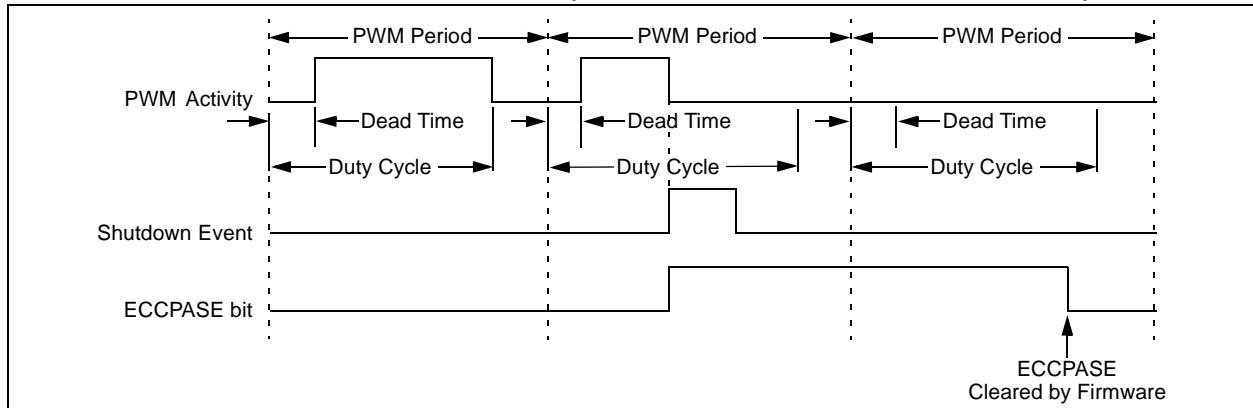 PWM Period PWM Period PWM Period
PWM Activity
Dead Time Dead Time Dead Time
Duty Cycle Duty Cycle Duty Cycle
Shutdown Event
ECCPASE bit
ECCPASE
Cleared by Firmware